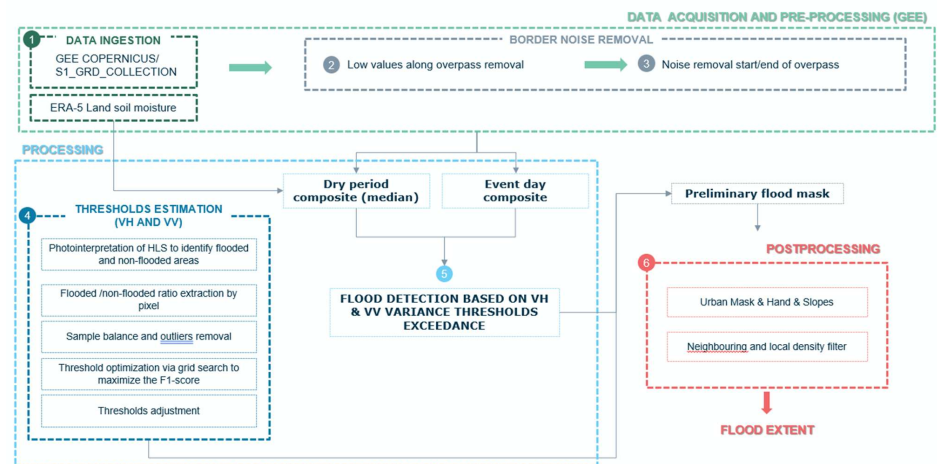 DATA ACQUISITION AND PRE-PROCESSING (GEE)
1
DATA INGESTION
GEE COPERNICUS/
S1_GRD_COLLECTION
ERA-5 Land soil moisture
BORDER NOISE REMOVAL
2
Low values along overpass removal
3
Noise removal start/end of overpass
PROCESSING
Dry period
composite (median)
Event day
composite
4
THRESHOLDS ESTIMATION
(VH AND VV)
Photointerpretation of HLS to identify flooded
and non-flooded areas
Flooded /non-flooded ratio extraction by
pixel
Sample balance and outliers removal
Threshold optimization via grid search to
maximize the F1-score
Thresholds adjustment
5
FLOOD DETECTION BASED ON VH
& VV VARIANCE THRESHOLDS
EXCEEDANCE
Preliminary flood mask
POSTPROCESSING
6
Urban Mask & Hand & Slopes
Neighbouring and local density filter
FLOOD EXTENT